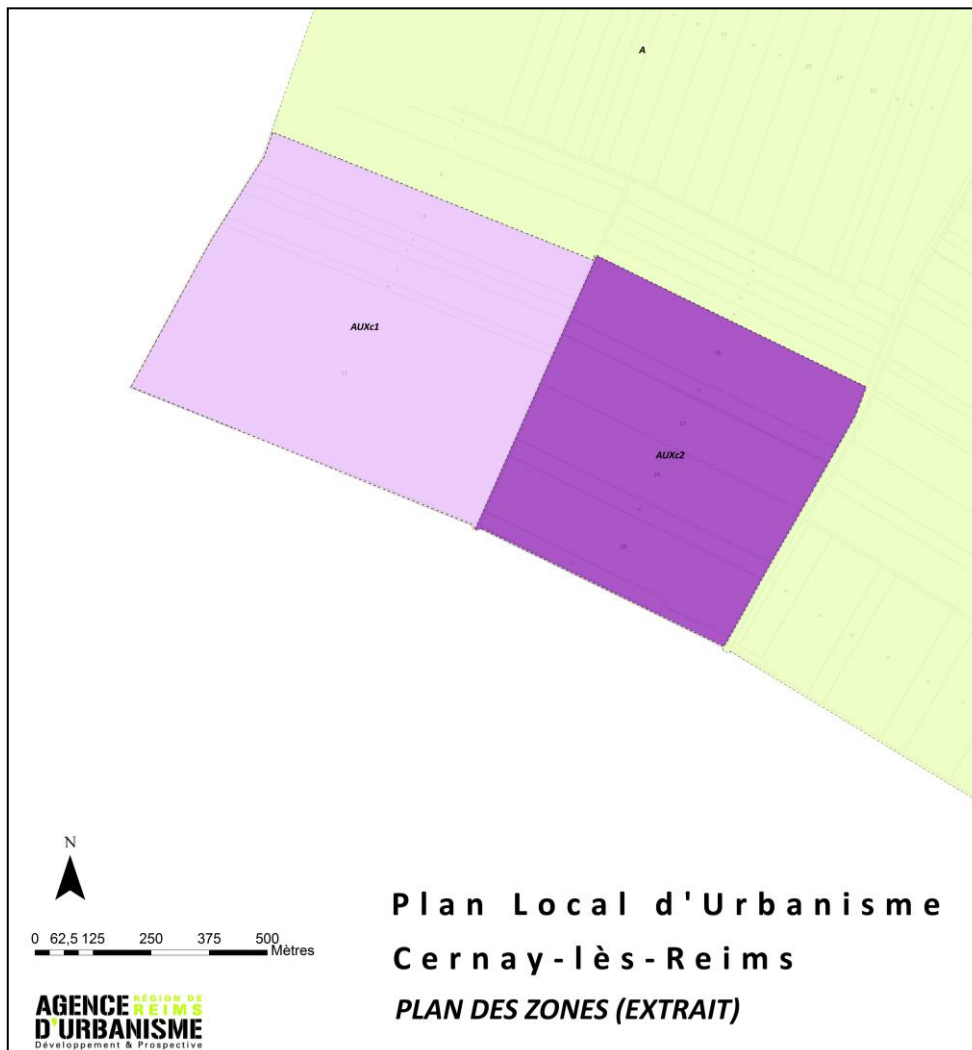 A
AUXc1
AUXc2
N
0 62,5 125 250 375 500
Mètres
Plan Local d'Urbanisme
Cernay-lès-Reims
PLAN DES ZONES (EXTRAIT)
AGENCE RÉGION DE REIMS
D'URBANISME
Développement & Prospective